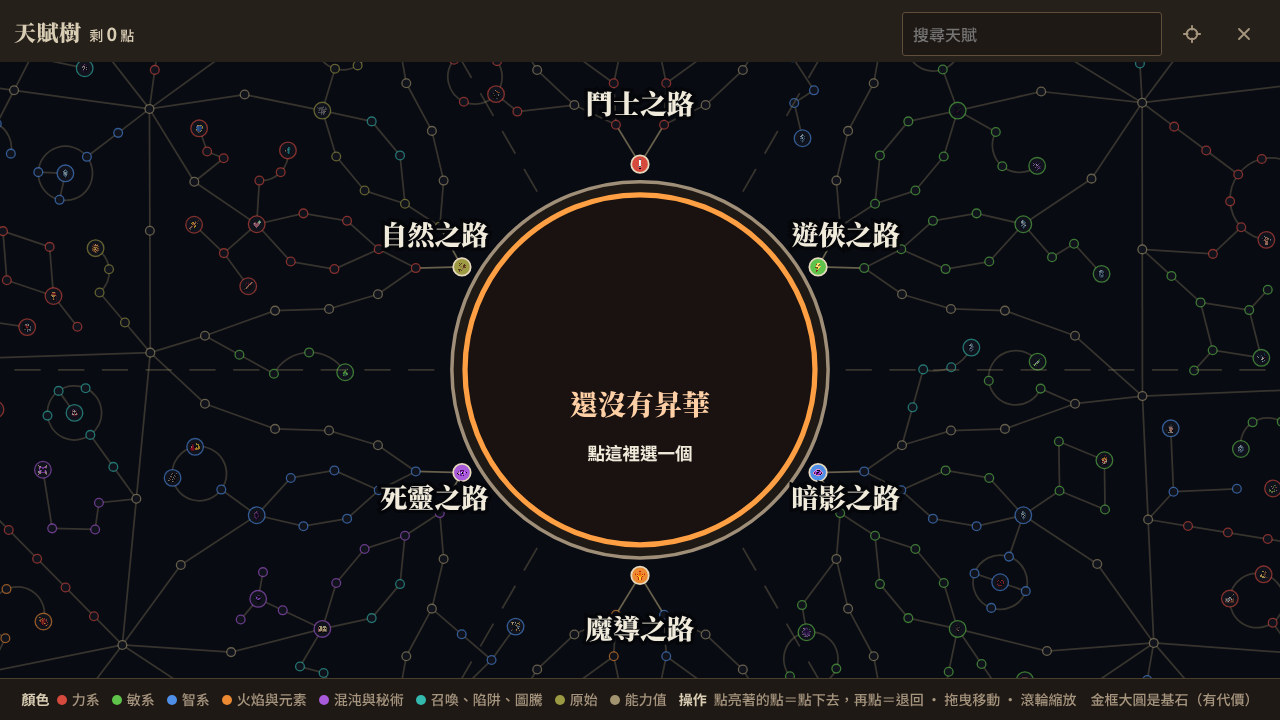 天賦樹 剩 0 點
搜尋天賦
鬥士之路
自然之路
遊俠之路
還沒有昇華
點這裡選一個
死靈之路
暗影之路
魔導之路
顏色 力系 敏系 智系 火焰與元素 混沌與秘術 召喚、陷阱、圖騰 原始 能力值 操作 點亮著的點＝點下去，再點＝退回 · 拖曳移動 · 滾輪縮放 金框大圓是基石（有代價）